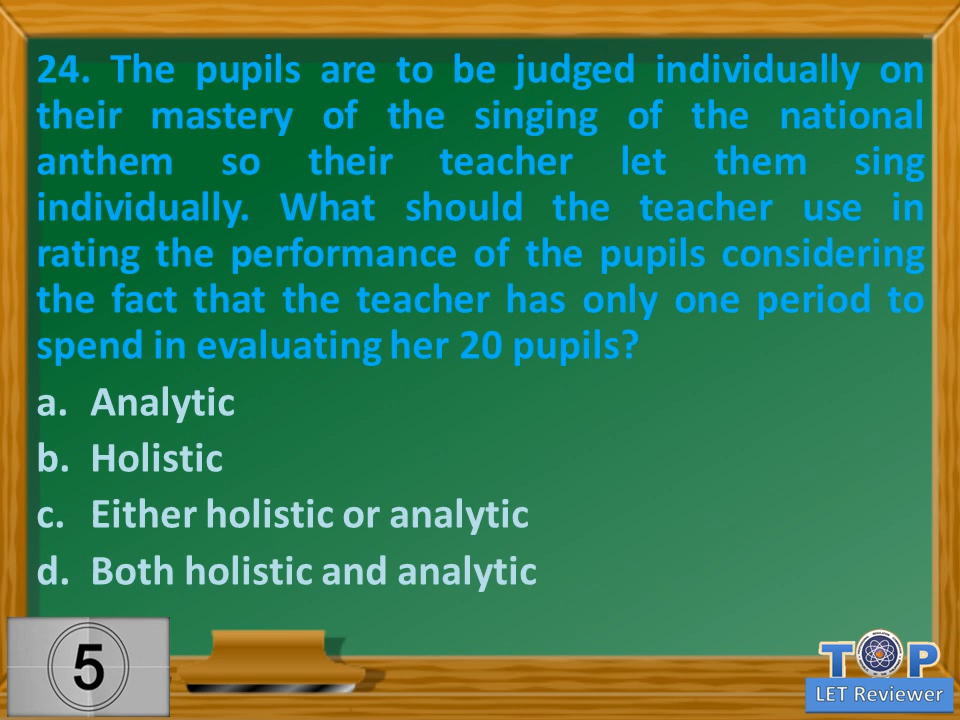 24. The pupils are to be judged individually on
their mastery of the singing of the national
anthem so their teacher let them sing
individually. What should the teacher use in
rating the performance of the pupils considering
the fact that the teacher has only one period to
spend in evaluating her 20 pupils?
a. Analytic
b. Holistic
c. Either holistic or analytic
d. Both holistic and analytic
5
TOP
LET Reviewer